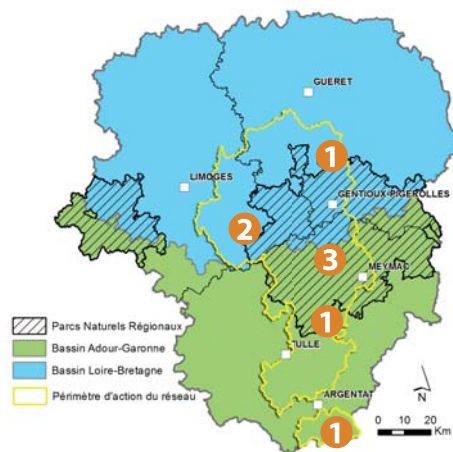 GUERET
1
LIMOGES
GENTIOUX-PIGEROLLES
2
3
MEYMAC
Parcs Naturels Régionaux
1
Bassin Adour-Garonne
TULLE
Bassin Loire-Bretagne
Périmètre d'action du réseau
ARGENTAT
N
1
0 10 20
Km